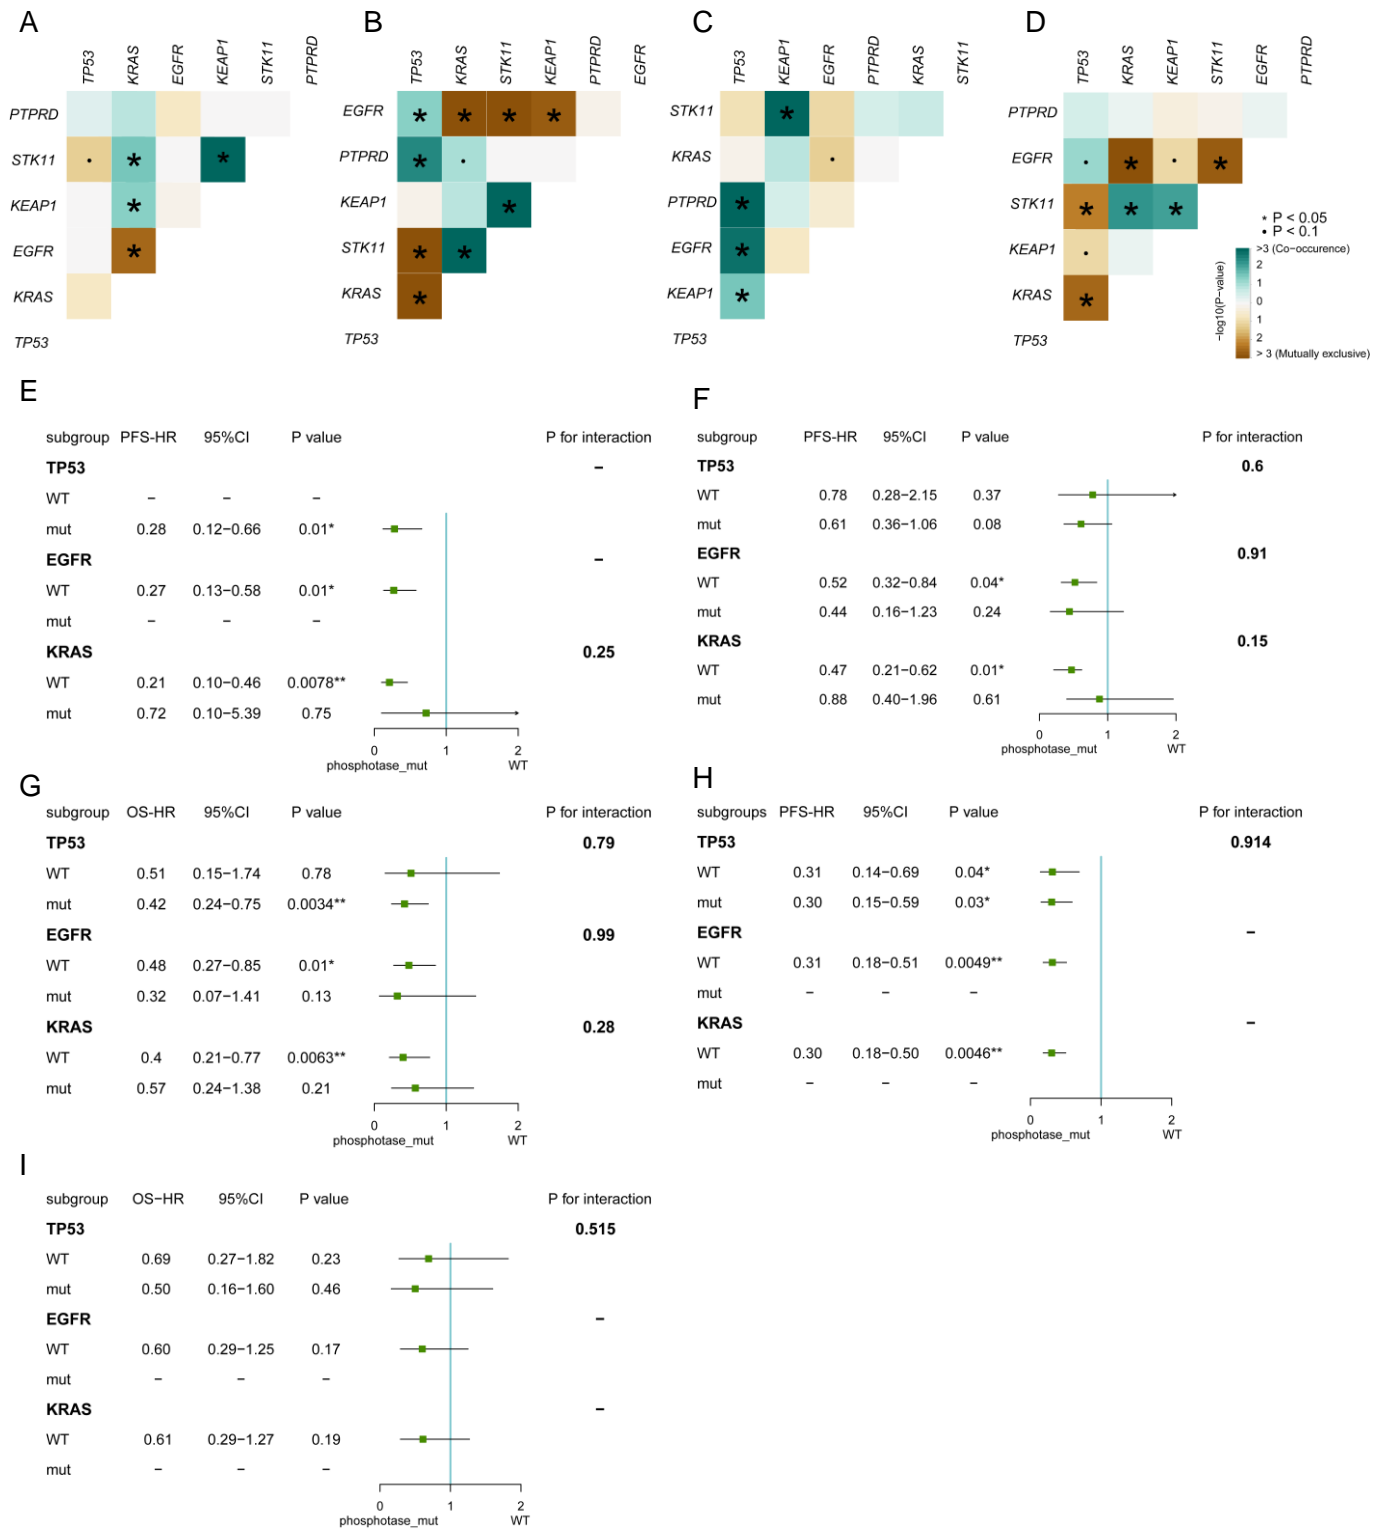 A
TP53 KRAS EGFR KEAP1 STK11 PTPRD
PTPRD
STK11 • * *
KEAP1 *
EGFR *
KRAS
TP53
B
TP53 KRAS STK11 KEAP1 PTPRD EGFR
EGFR * * * *
PTPRD * •
KEAP1 *
STK11 * *
KRAS *
TP53
C
TP53 KEAP1 EGFR PTPRD KRAS STK11
STK11 *
KRAS •
PTPRD *
EGFR *
KEAP1 *
TP53
D
TP53 KRAS KEAP1 STK11 EGFR PTPRD
PTPRD
EGFR • * • *
STK11 * * *
KEAP1 •
KRAS *
TP53
* P < 0.05
• P < 0.1
−log10(P−value)
>3 (Co−occurence)
2
1
0
1
2
> 3 (Mutually exclusive)
E
subgroup PFS-HR 95%CI P value P for interaction
TP53 −
WT − − −
mut 0.28 0.12−0.66 0.01*
EGFR −
WT 0.27 0.13−0.58 0.01*
mut − − −
KRAS 0.25
WT 0.21 0.10−0.46 0.0078**
mut 0.72 0.10−5.39 0.75
0 1 2
phosphotase_mut WT
F
subgroup PFS-HR 95%CI P value P for interaction
TP53 0.6
WT 0.78 0.28−2.15 0.37
mut 0.61 0.36−1.06 0.08
EGFR 0.91
WT 0.52 0.32−0.84 0.04*
mut 0.44 0.16−1.23 0.24
KRAS 0.15
WT 0.47 0.21−0.62 0.01*
mut 0.88 0.40−1.96 0.61
0 1 2
phosphotase_mut WT
G
subgroup OS-HR 95%CI P value P for interaction
TP53 0.79
WT 0.51 0.15−1.74 0.78
mut 0.42 0.24−0.75 0.0034**
EGFR 0.99
WT 0.48 0.27−0.85 0.01*
mut 0.32 0.07−1.41 0.13
KRAS 0.28
WT 0.4 0.21−0.77 0.0063**
mut 0.57 0.24−1.38 0.21
0 1 2
phosphotase_mut WT
H
subgroups PFS-HR 95%CI P value P for interaction
TP53 0.914
WT 0.31 0.14−0.69 0.04*
mut 0.30 0.15−0.59 0.03*
EGFR −
WT 0.31 0.18−0.51 0.0049**
mut − − −
KRAS −
WT 0.30 0.18−0.50 0.0046**
mut − − −
0 1 2
phosphotase_mut WT
I
subgroup OS−HR 95%CI P value P for interaction
TP53 0.515
WT 0.69 0.27−1.82 0.23
mut 0.50 0.16−1.60 0.46
EGFR −
WT 0.60 0.29−1.25 0.17
mut − − −
KRAS −
WT 0.61 0.29−1.27 0.19
mut − − −
0 1 2
phosphotase_mut WT